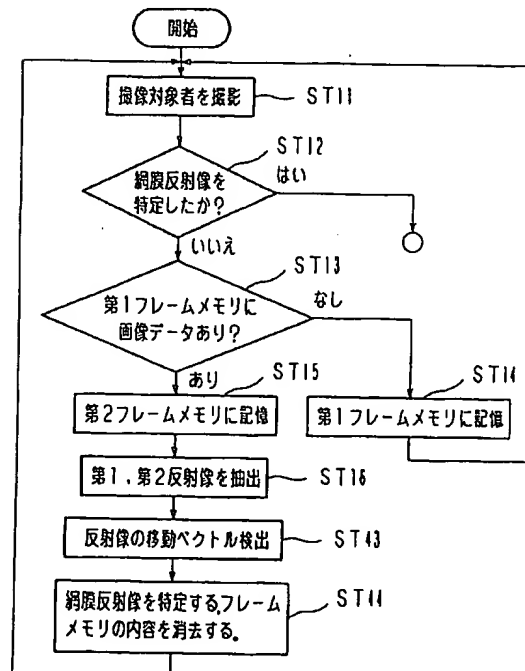 開始
撮像対象者を撮影
ST11
ST12
網膜反射像を
特定したか?
はい
いいえ
ST13
第1フレームメモリに
画像データあり?
なし
あり
ST15
ST14
第2フレームメモリに記憶
第1フレームメモリに記憶
第1、第2反射像を抽出
ST16
反射像の移動ベクトル検出
ST43
網膜反射像を特定する、フレーム
メモリの内容を消去する。
ST44